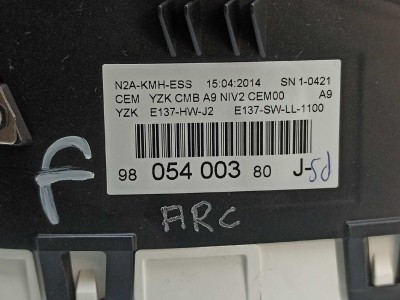 N2A-KMH-ESS 15:04:2014 SN 1-0421
CEM YZK CMB A9 NIV2 CEM00 A9
YZK E137-HW-J2 E137-SW-LL-1100
98 054 003 80 J-5d
F
ARC